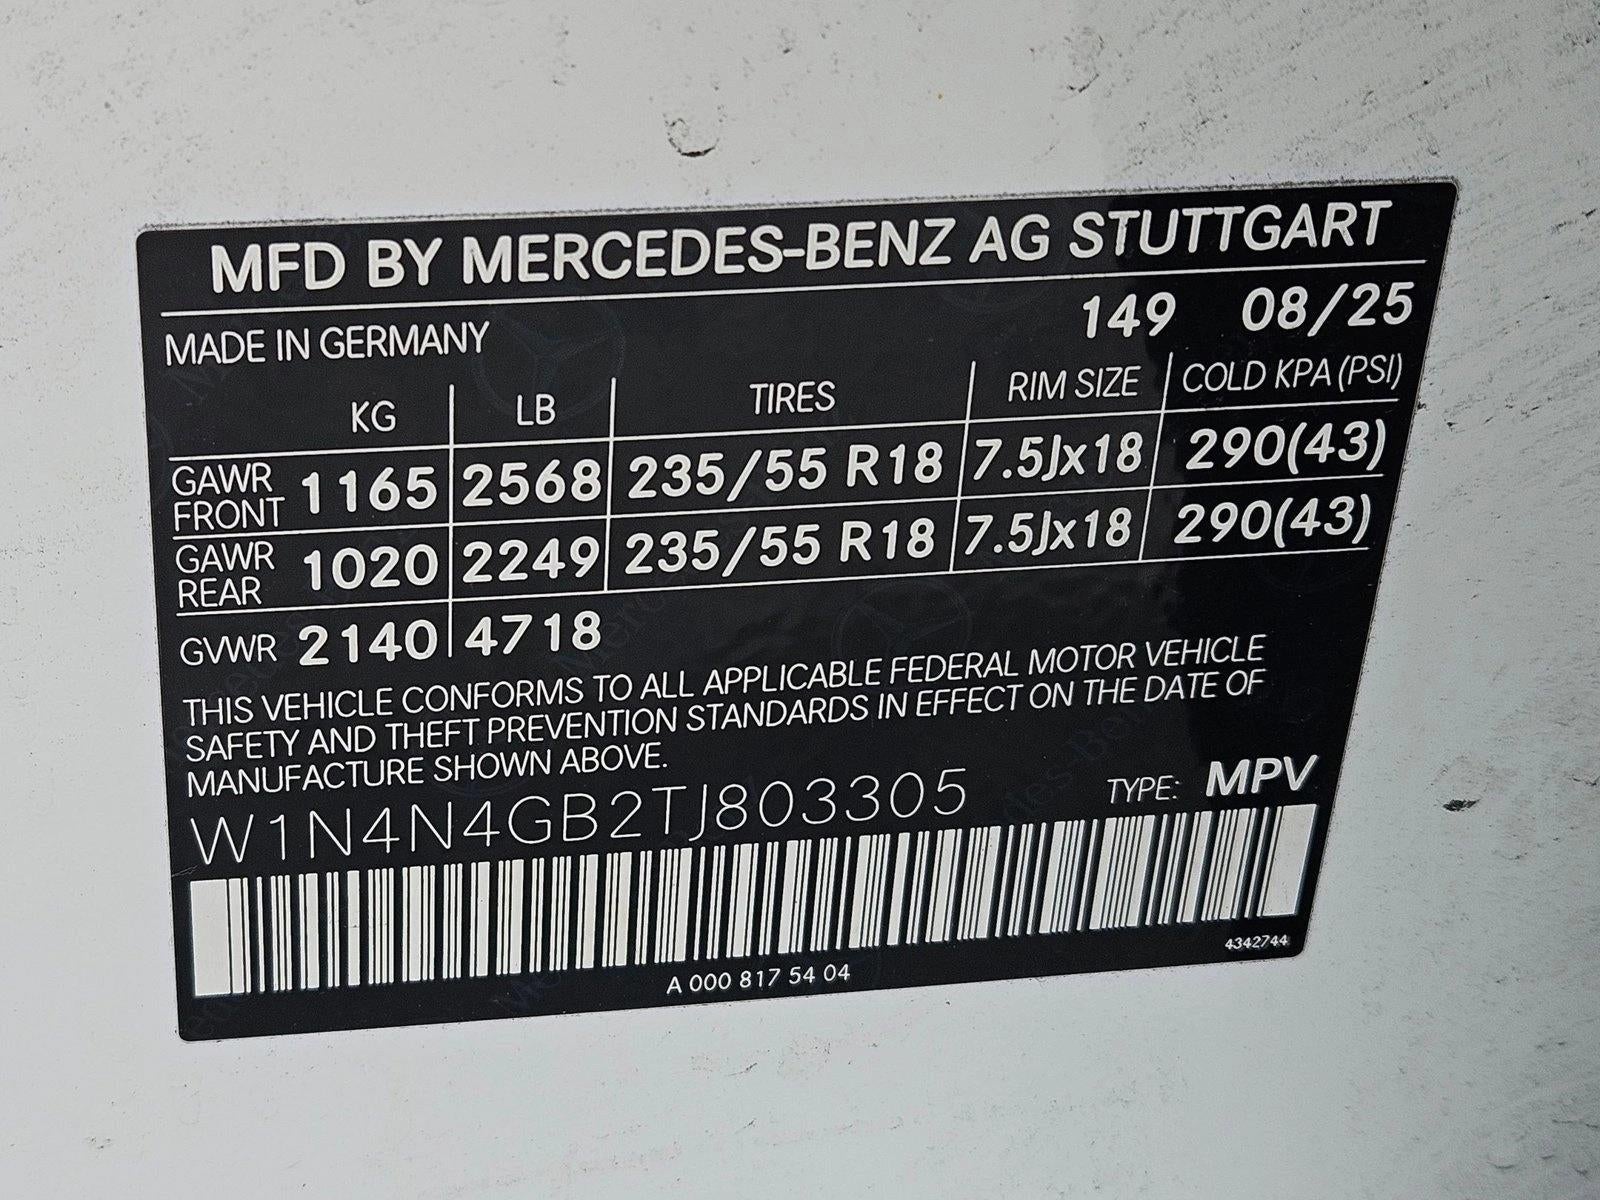 MFD BY MERCEDES-BENZ AG STUTTGART
MADE IN GERMANY 149 08/25
KG LB TIRES RIM SIZE COLD KPA (PSI)
GAWR FRONT 1165 2568 235/55 R18 7.5Jx18 290(43)
GAWR REAR 1020 2249 235/55 R18 7.5Jx18 290(43)
GVWR 2140 4718
THIS VEHICLE CONFORMS TO ALL APPLICABLE FEDERAL MOTOR VEHICLE
SAFETY AND THEFT PREVENTION STANDARDS IN EFFECT ON THE DATE OF
MANUFACTURE SHOWN ABOVE.
W1N4N4GB2TJ803305 TYPE: MPV
4342744
A 000 817 54 04